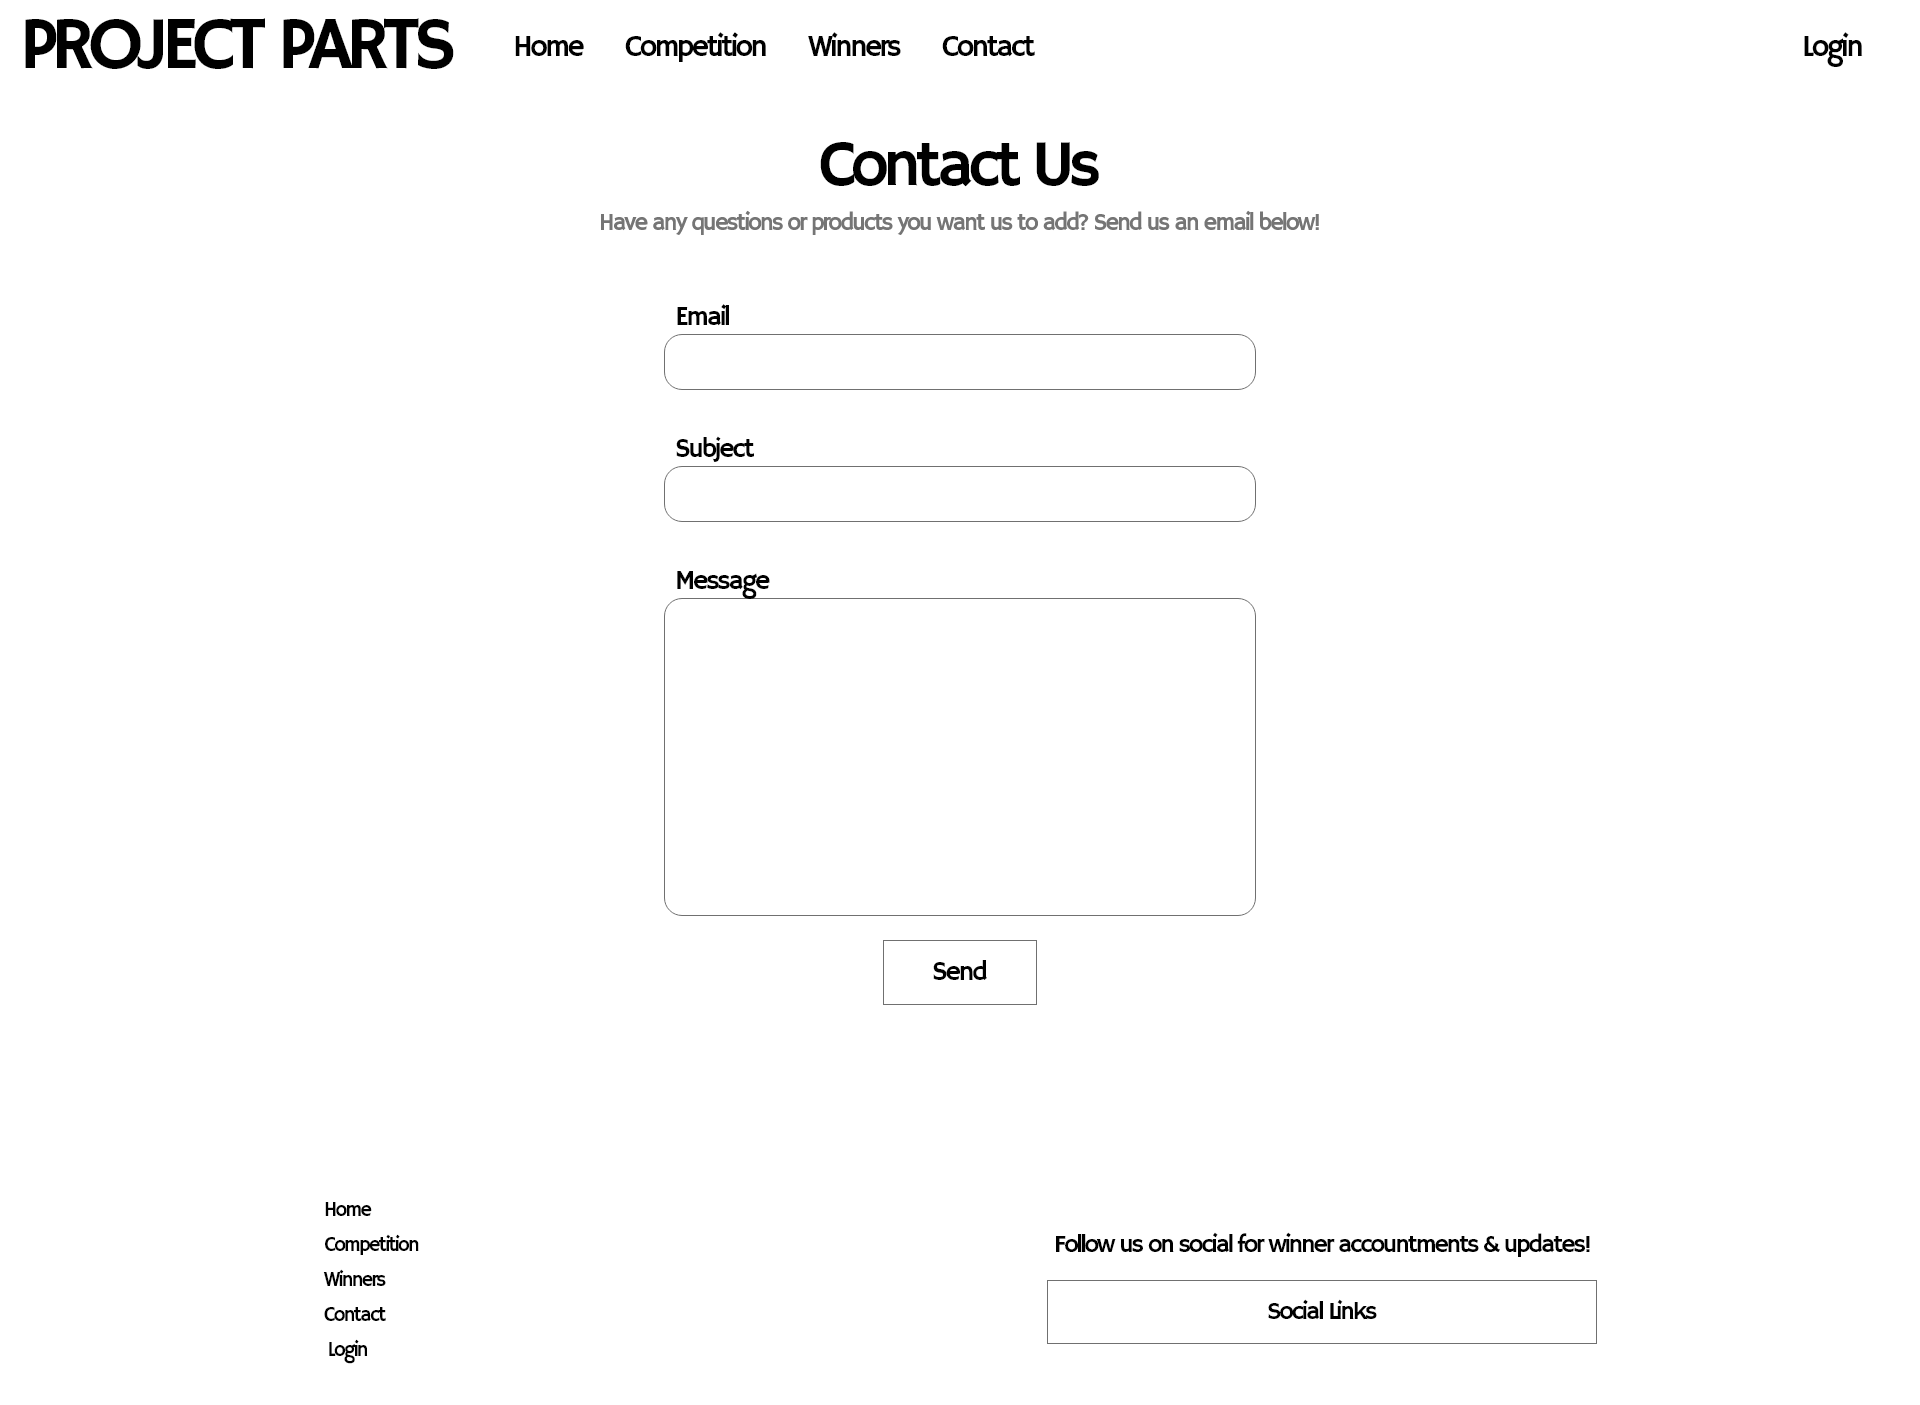 PROJECT PARTS
Home
Competition
Winners
Contact
Login
Contact Us
Have any questions or products you want us to add? Send us an email below!
Email
Subject
Message
Send
Home
Competition
Winners
Contact
Login
Follow us on social for winner accountments & updates!
Social Links